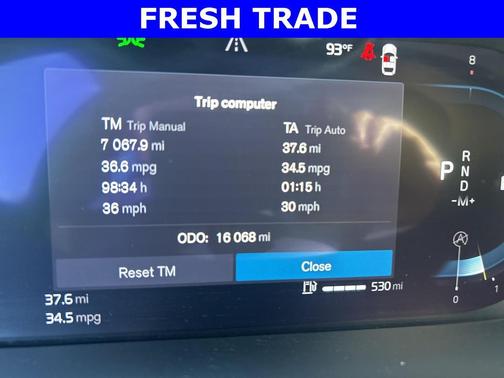 FRESH TRADE
93°F
8
Trip computer
TM Trip Manual
TA Trip Auto
7 067.9 mi
37.6 mi
36.6 mpg
34.5 mpg
98:34 h
01:15 h
36 mph
30 mph
ODO: 16 068 mi
Reset TM
Close
P
R
N
D
-M+
A
37.6 mi
34.5 mpg
530 mi
0
1